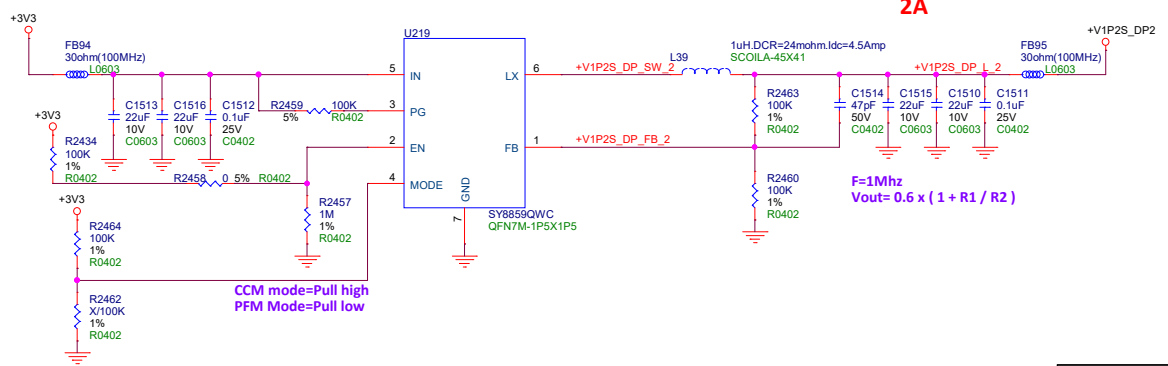 2A
+3V3
FB94
30ohm(100MHz)
L0603
C1513
22uF
10V
C0603
C1516
22uF
10V
C0603
C1512
0.1uF
25V
C0402
R2459
5%
100K
R0402
U219
5
IN
3
PG
2
EN
4
MODE
LX
6
FB
1
GND
7
SY8859QWC
QFN7M-1P5X1P5
+V1P2S_DP_SW_2
L39
1uH.DCR=24mohm.Idc=4.5Amp
SCOILA-45X41
+V1P2S_DP_L_2
FB95
30ohm(100MHz)
L0603
+V1P2S_DP2
R2463
100K
1%
R0402
C1514
47pF
50V
C0402
C1515
22uF
10V
C0603
C1510
22uF
10V
C0603
C1511
0.1uF
25V
C0402
+V1P2S_DP_FB_2
R2460
100K
1%
R0402
F=1Mhz
Vout= 0.6 x ( 1 + R1 / R2 )
+3V3
R2434
100K
1%
R0402
R2458
0
5%
R0402
R2457
1M
1%
R0402
+3V3
R2464
100K
1%
R0402
R2462
X/100K
1%
R0402
CCM mode=Pull high
PFM Mode=Pull low